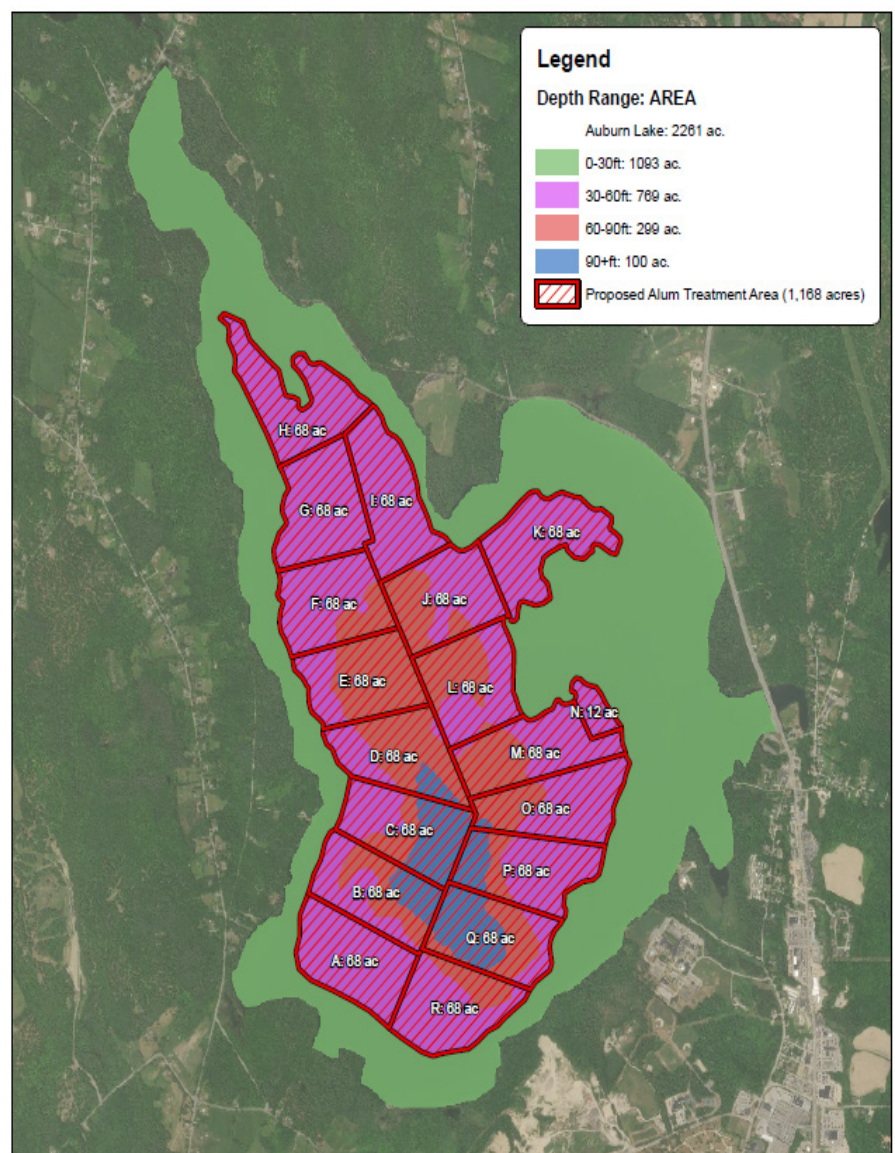 Legend
Depth Range: AREA
Auburn Lake: 2261 ac.
0-30ft: 1093 ac.
30-60ft: 769 ac.
60-90ft: 299 ac.
90+ft: 100 ac.
Proposed Alum Treatment Area (1,168 acres)
H: 68 ac
I: 68 ac
G: 68 ac
K: 68 ac
F: 68 ac
J: 68 ac
E: 68 ac
L: 68 ac
N: 12 ac
D: 68 ac
M: 68 ac
O: 68 ac
C: 68 ac
P: 68 ac
B: 68 ac
Q: 68 ac
A: 68 ac
R: 68 ac